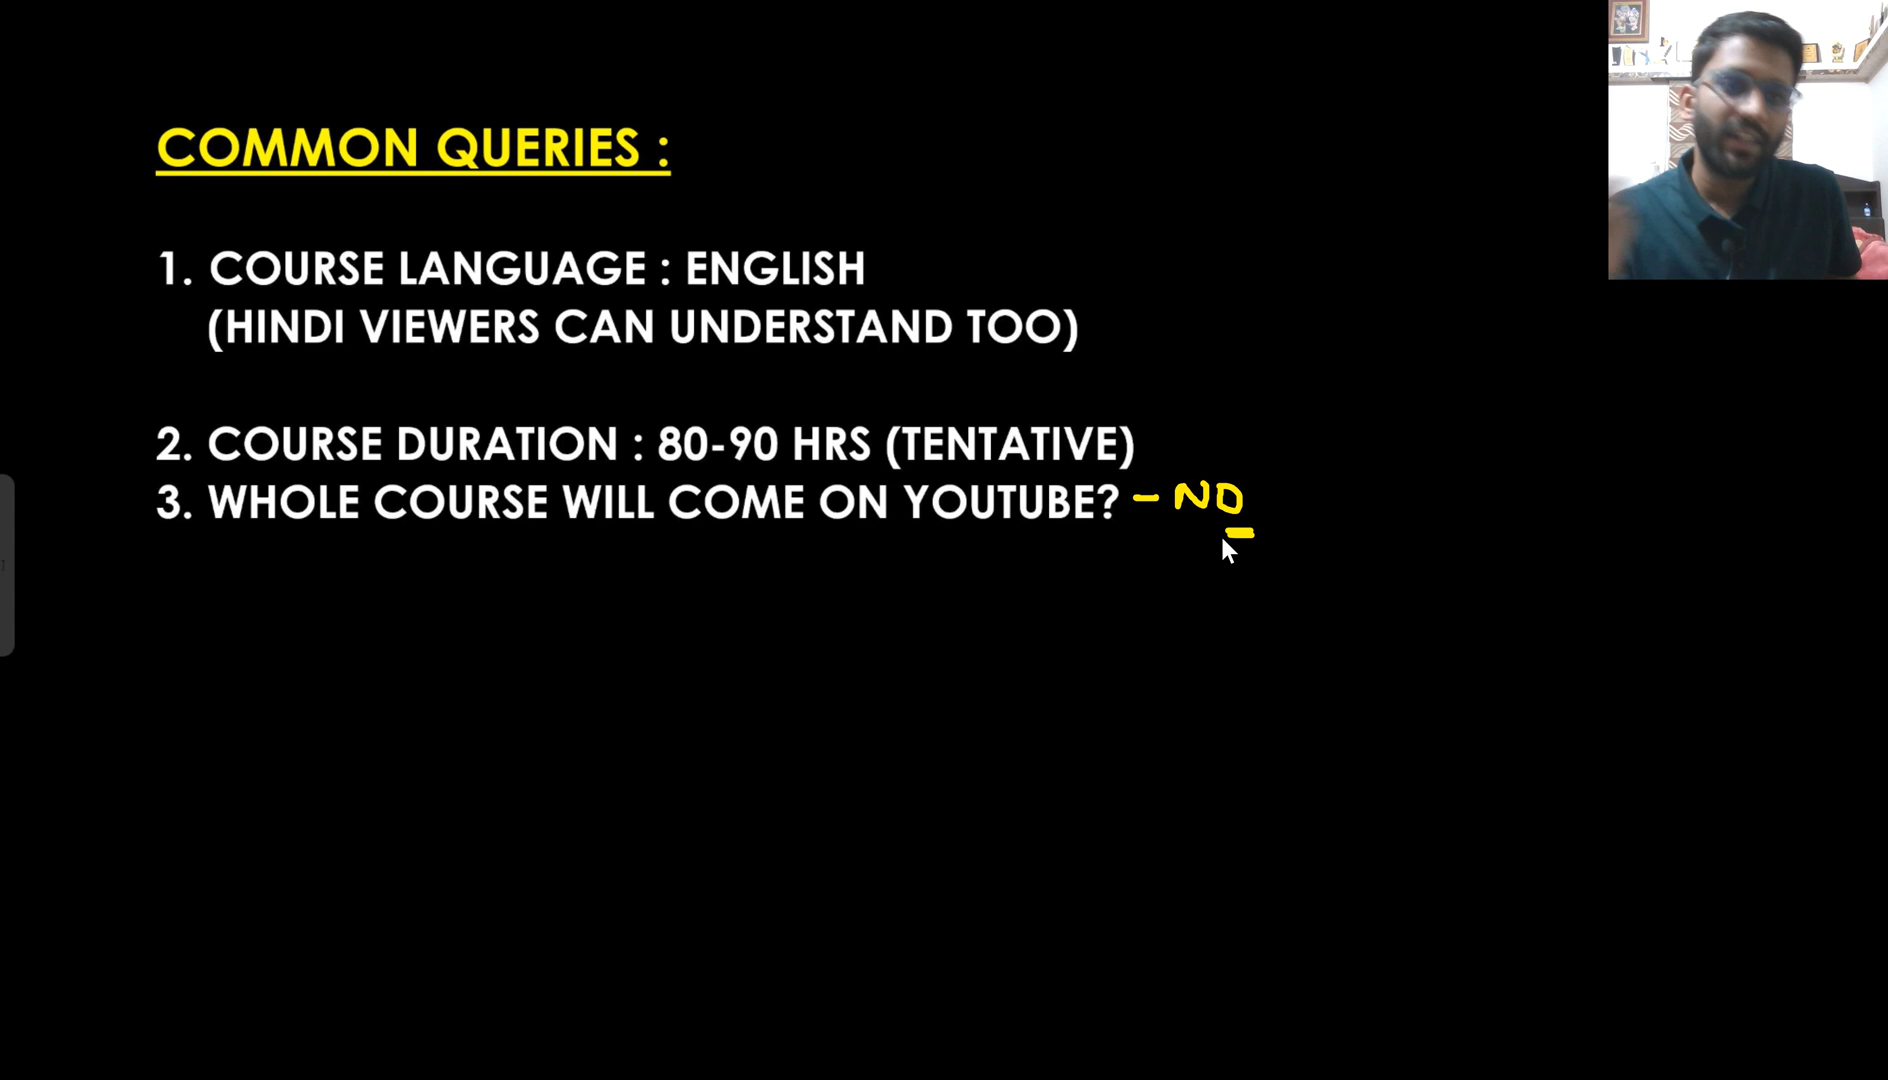 COMMON QUERIES :
1. COURSE LANGUAGE : ENGLISH
(HINDI VIEWERS CAN UNDERSTAND TOO)
2. COURSE DURATION : 80-90 HRS (TENTATIVE)
3. WHOLE COURSE WILL COME ON YOUTUBE? - NO